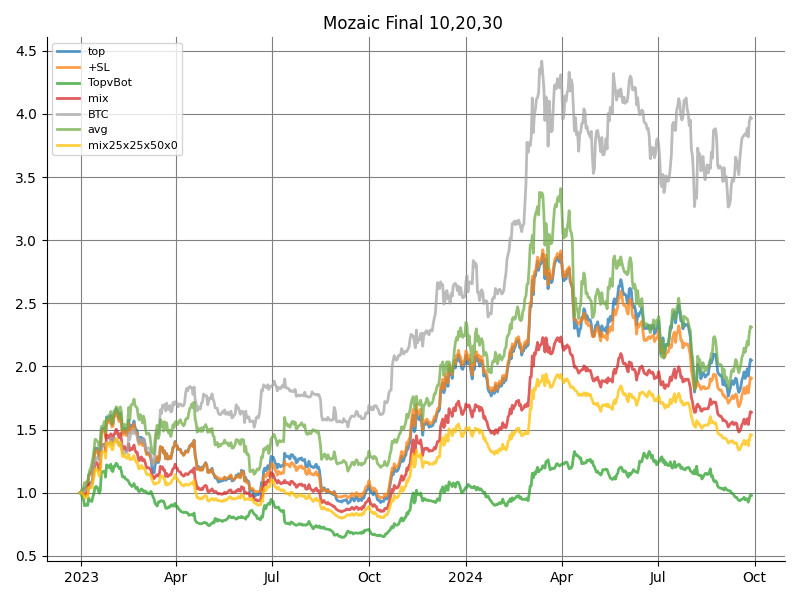 Mozaic Final 10,20,30
top
+SL
TopvBot
mix
BTC
avg
mix25x25x50x0
4.5
4.0
3.5
3.0
2.5
2.0
1.5
1.0
0.5
2023
Apr
Jul
Oct
2024
Apr
Jul
Oct